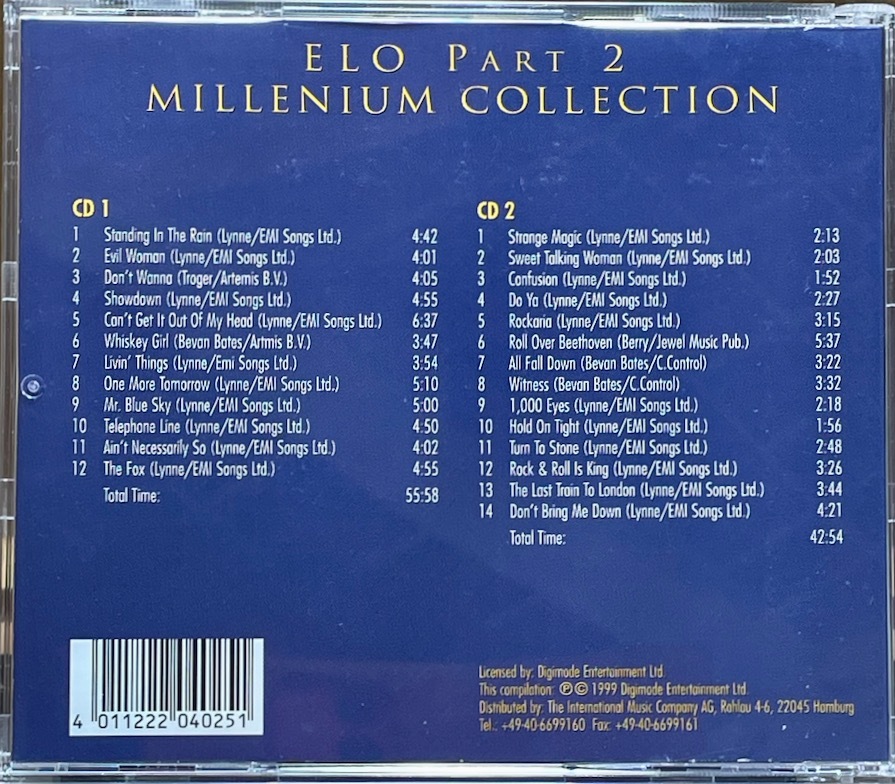 ELO PART 2
MILLENIUM COLLECTION
CD 1
1 Standing In The Rain (Lynne/EMI Songs Ltd.) 4:42
2 Evil Woman (Lynne/EMI Songs Ltd.) 4:01
3 Don't Wanna (Troger/Artemis B.V.) 4:05
4 Showdown (Lynne/EMI Songs Ltd.) 4:55
5 Can't Get It Out Of My Head (Lynne/EMI Songs Ltd.) 6:37
6 Whiskey Girl (Bevan Bates/Artmis B.V.) 3:47
7 Livin' Things (Lynne/Emi Songs Ltd.) 3:54
8 One More Tomorrow (Lynne/EMI Songs Ltd.) 5:10
9 Mr. Blue Sky (Lynne/EMI Songs Ltd.) 5:00
10 Telephone Line (Lynne/EMI Songs Ltd.) 4:50
11 Ain't Necessarily So (Lynne/EMI Songs Ltd.) 4:02
12 The Fox (Lynne/EMI Songs Ltd.) 4:55
Total Time: 55:58
CD 2
1 Strange Magic (Lynne/EMI Songs Ltd.) 2:13
2 Sweet Talking Woman (Lynne/EMI Songs Ltd.) 2:03
3 Confusion (Lynne/EMI Songs Ltd.) 1:52
4 Do Ya (Lynne/EMI Songs Ltd.) 2:27
5 Rockaria (Lynne/EMI Songs Ltd.) 3:15
6 Roll Over Beethoven (Berry/Jewel Music Pub.) 5:37
7 All Fall Down (Bevan Bates/C.Control) 3:22
8 Witness (Bevan Bates/C.Control) 3:32
9 1,000 Eyes (Lynne/EMI Songs Ltd.) 2:18
10 Hold On Tight (Lynne/EMI Songs Ltd.) 1:56
11 Turn To Stone (Lynne/EMI Songs Ltd.) 2:48
12 Rock & Roll Is King (Lynne/EMI Songs Ltd.) 3:26
13 The Last Train To London (Lynne/EMI Songs Ltd.) 3:44
14 Don't Bring Me Down (Lynne/EMI Songs Ltd.) 4:21
Total Time: 42:54
4 011222 040251
Licensed by: Digimode Entertainment Ltd.
This compilation: ℗© 1999 Digimode Entertainment Ltd.
Distributed by: The International Music Company AG, Rahlau 4-6, 22045 Hamburg
Tel.: +49-40-6699160 Fax: +49-40-6699161